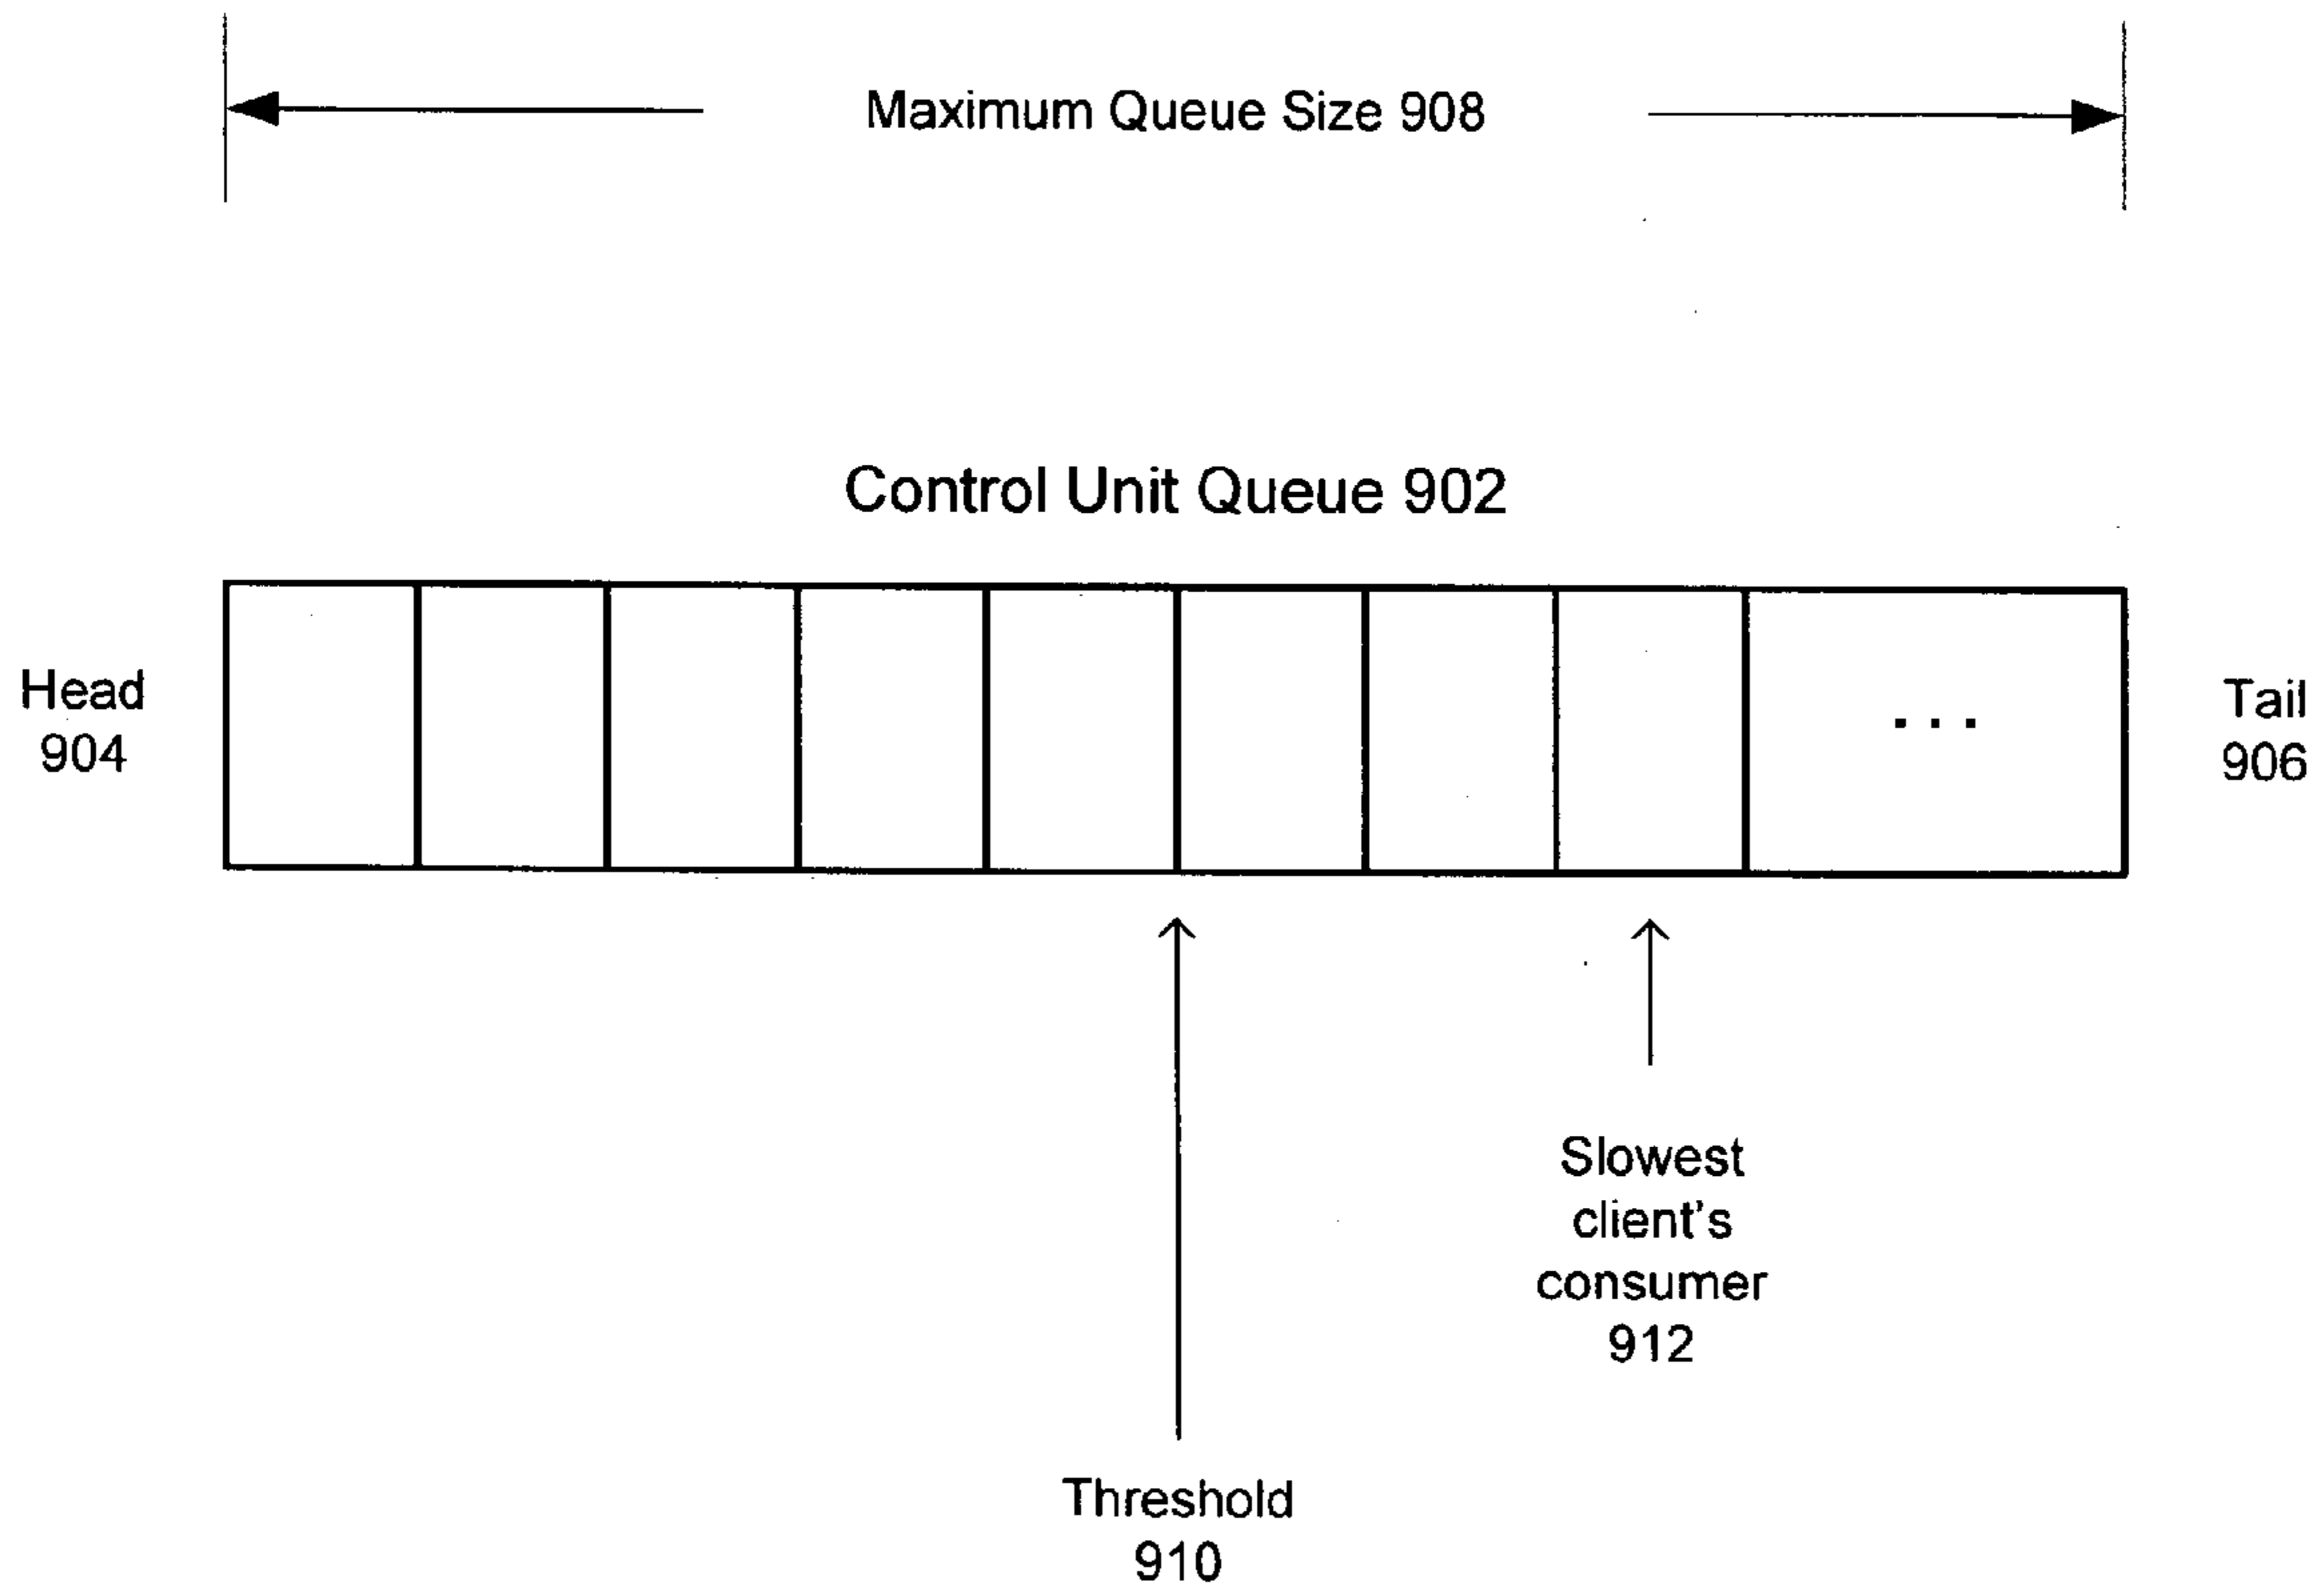 Maximum Queue Size 908
Control Unit Queue 902
Head
904
...
Tail
906
Slowest
client's
consumer
912
Threshold
910